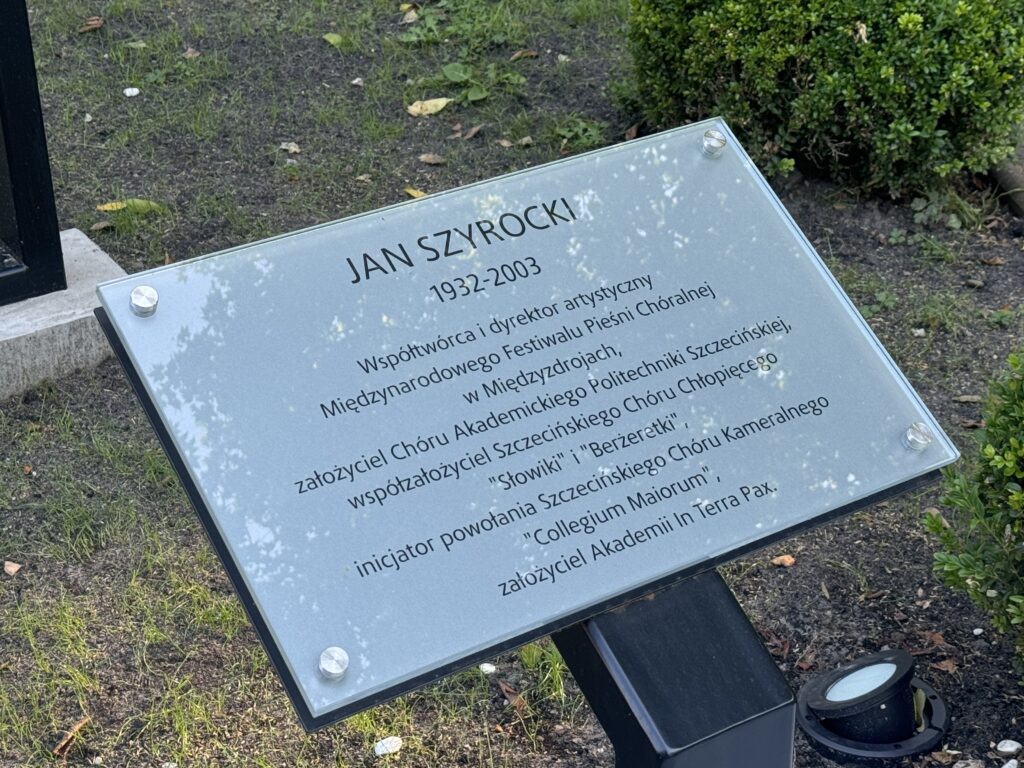 JAN SZYROCKI
1932-2003
Współtwórca i dyrektor artystyczny
Międzynarodowego Festiwalu Pieśni Chóralnej
w Międzyzdrojach,
założyciel Chóru Akademickiego Politechniki Szczecińskiej,
współzałożyciel Szczecińskiego Chóru Chłopięcego
"Słowiki" i "Berżeretki",
inicjator powołania Szczecińskiego Chóru Kameralnego
"Collegium Maiorum",
założyciel Akademii In Terra Pax.